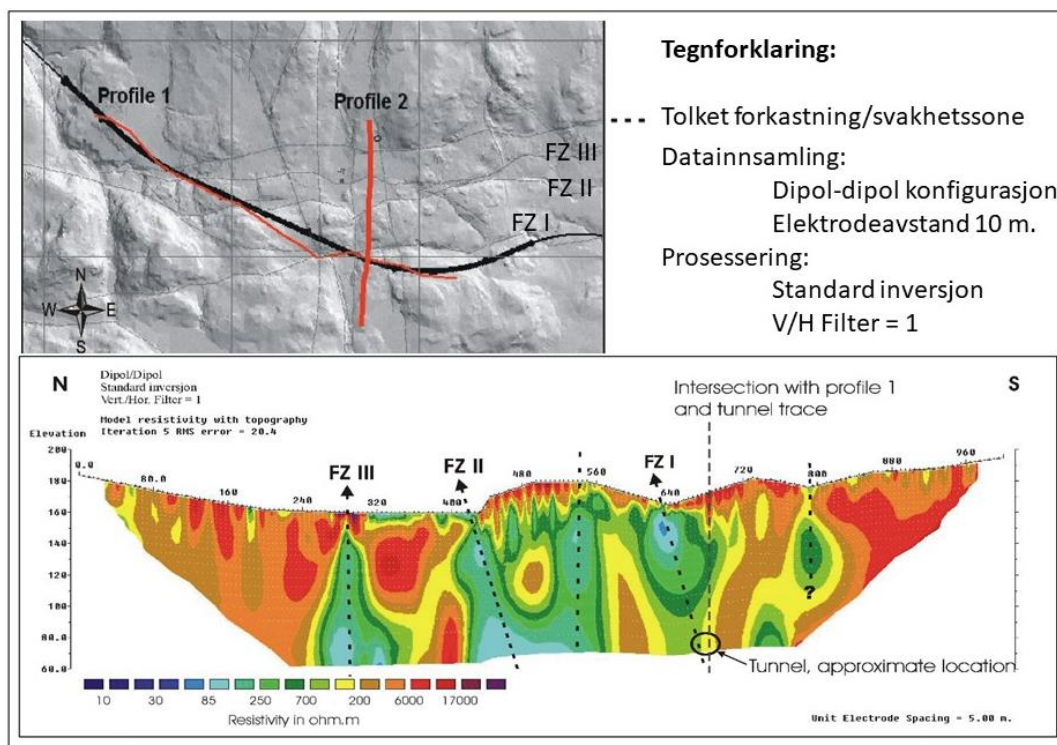 Profile 1
Profile 2
FZ III
FZ II
FZ I
N
W
E
S
Tegnforklaring:
Tolket forkastning/svakhetssone
Datainnsamling:
Dipol-dipol konfigurasjon
Elektrodeavstand 10 m.
Prosessering:
Standard inversjon
V/H Filter = 1
N
Dipol/Dipol
Standard inversjon
Vert./Hor. Filter = 1
Model resistivity with topography
Iteration 5 RMS error = 20.4
Elevation
Intersection with profile 1
and tunnel trace
S
200
180
160
140
120
100
80.0
60.0
0.0
80.0
160
240
320
400
480
560
640
720
800
880
960
FZ III
FZ II
FZ I
?
Tunnel, approximate location
10 30 85 250 700 200 6000 17000
Resistivity in ohm.m
Unit Electrode Spacing = 5.00 m.